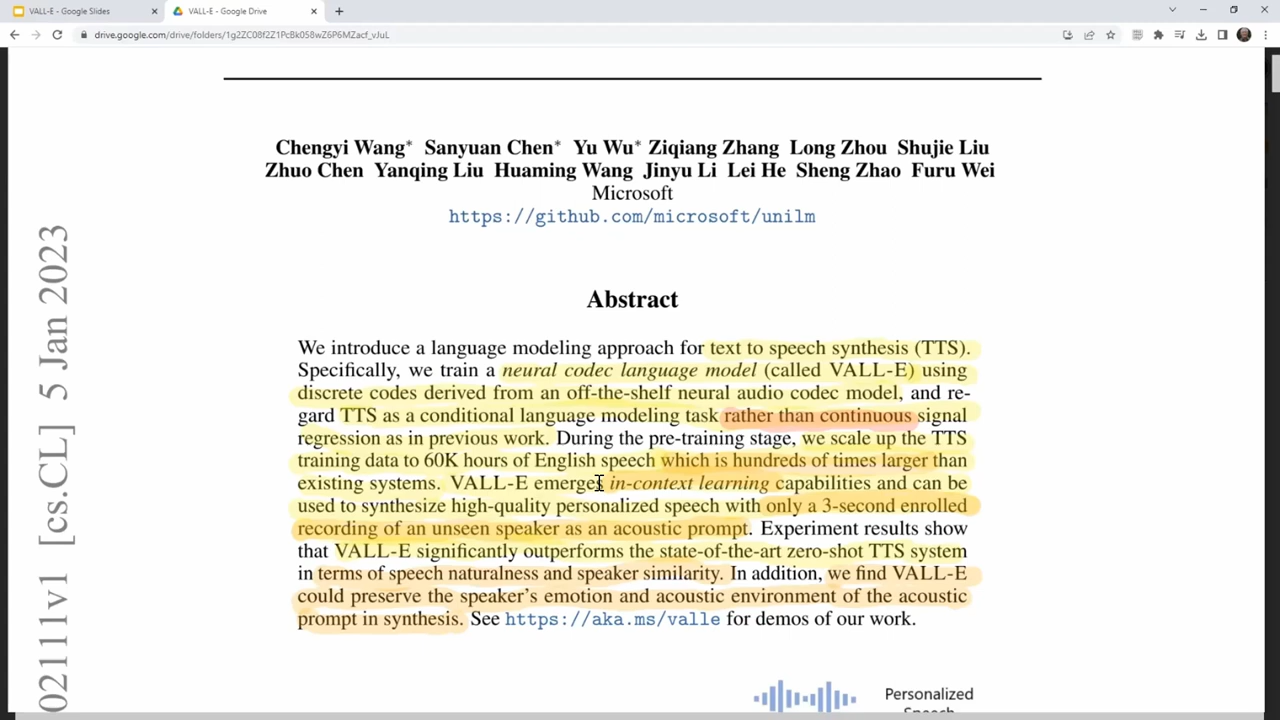 VALL-E - Google Slides
VALL-E - Google Drive
drive.google.com/drive/folders/1g2ZC08f2Z1PcBk058wZ6P6MZacf_vJuL
Chengyi Wang* Sanyuan Chen* Yu Wu* Ziqiang Zhang Long Zhou Shujie Liu
Zhuo Chen Yanqing Liu Huaming Wang Jinyu Li Lei He Sheng Zhao Furu Wei
Microsoft
https://github.com/microsoft/unilm
Abstract
We introduce a language modeling approach for text to speech synthesis (TTS).
Specifically, we train a neural codec language model (called VALL-E) using
discrete codes derived from an off-the-shelf neural audio codec model, and re-
gard TTS as a conditional language modeling task rather than continuous signal
regression as in previous work. During the pre-training stage, we scale up the TTS
training data to 60K hours of English speech which is hundreds of times larger than
existing systems. VALL-E emerges in-context learning capabilities and can be
used to synthesize high-quality personalized speech with only a 3-second enrolled
recording of an unseen speaker as an acoustic prompt. Experiment results show
that VALL-E significantly outperforms the state-of-the-art zero-shot TTS system
in terms of speech naturalness and speaker similarity. In addition, we find VALL-E
could preserve the speaker's emotion and acoustic environment of the acoustic
prompt in synthesis. See https://aka.ms/valle for demos of our work.
Personalized
Speech
02111v1 [cs.CL] 5 Jan 2023